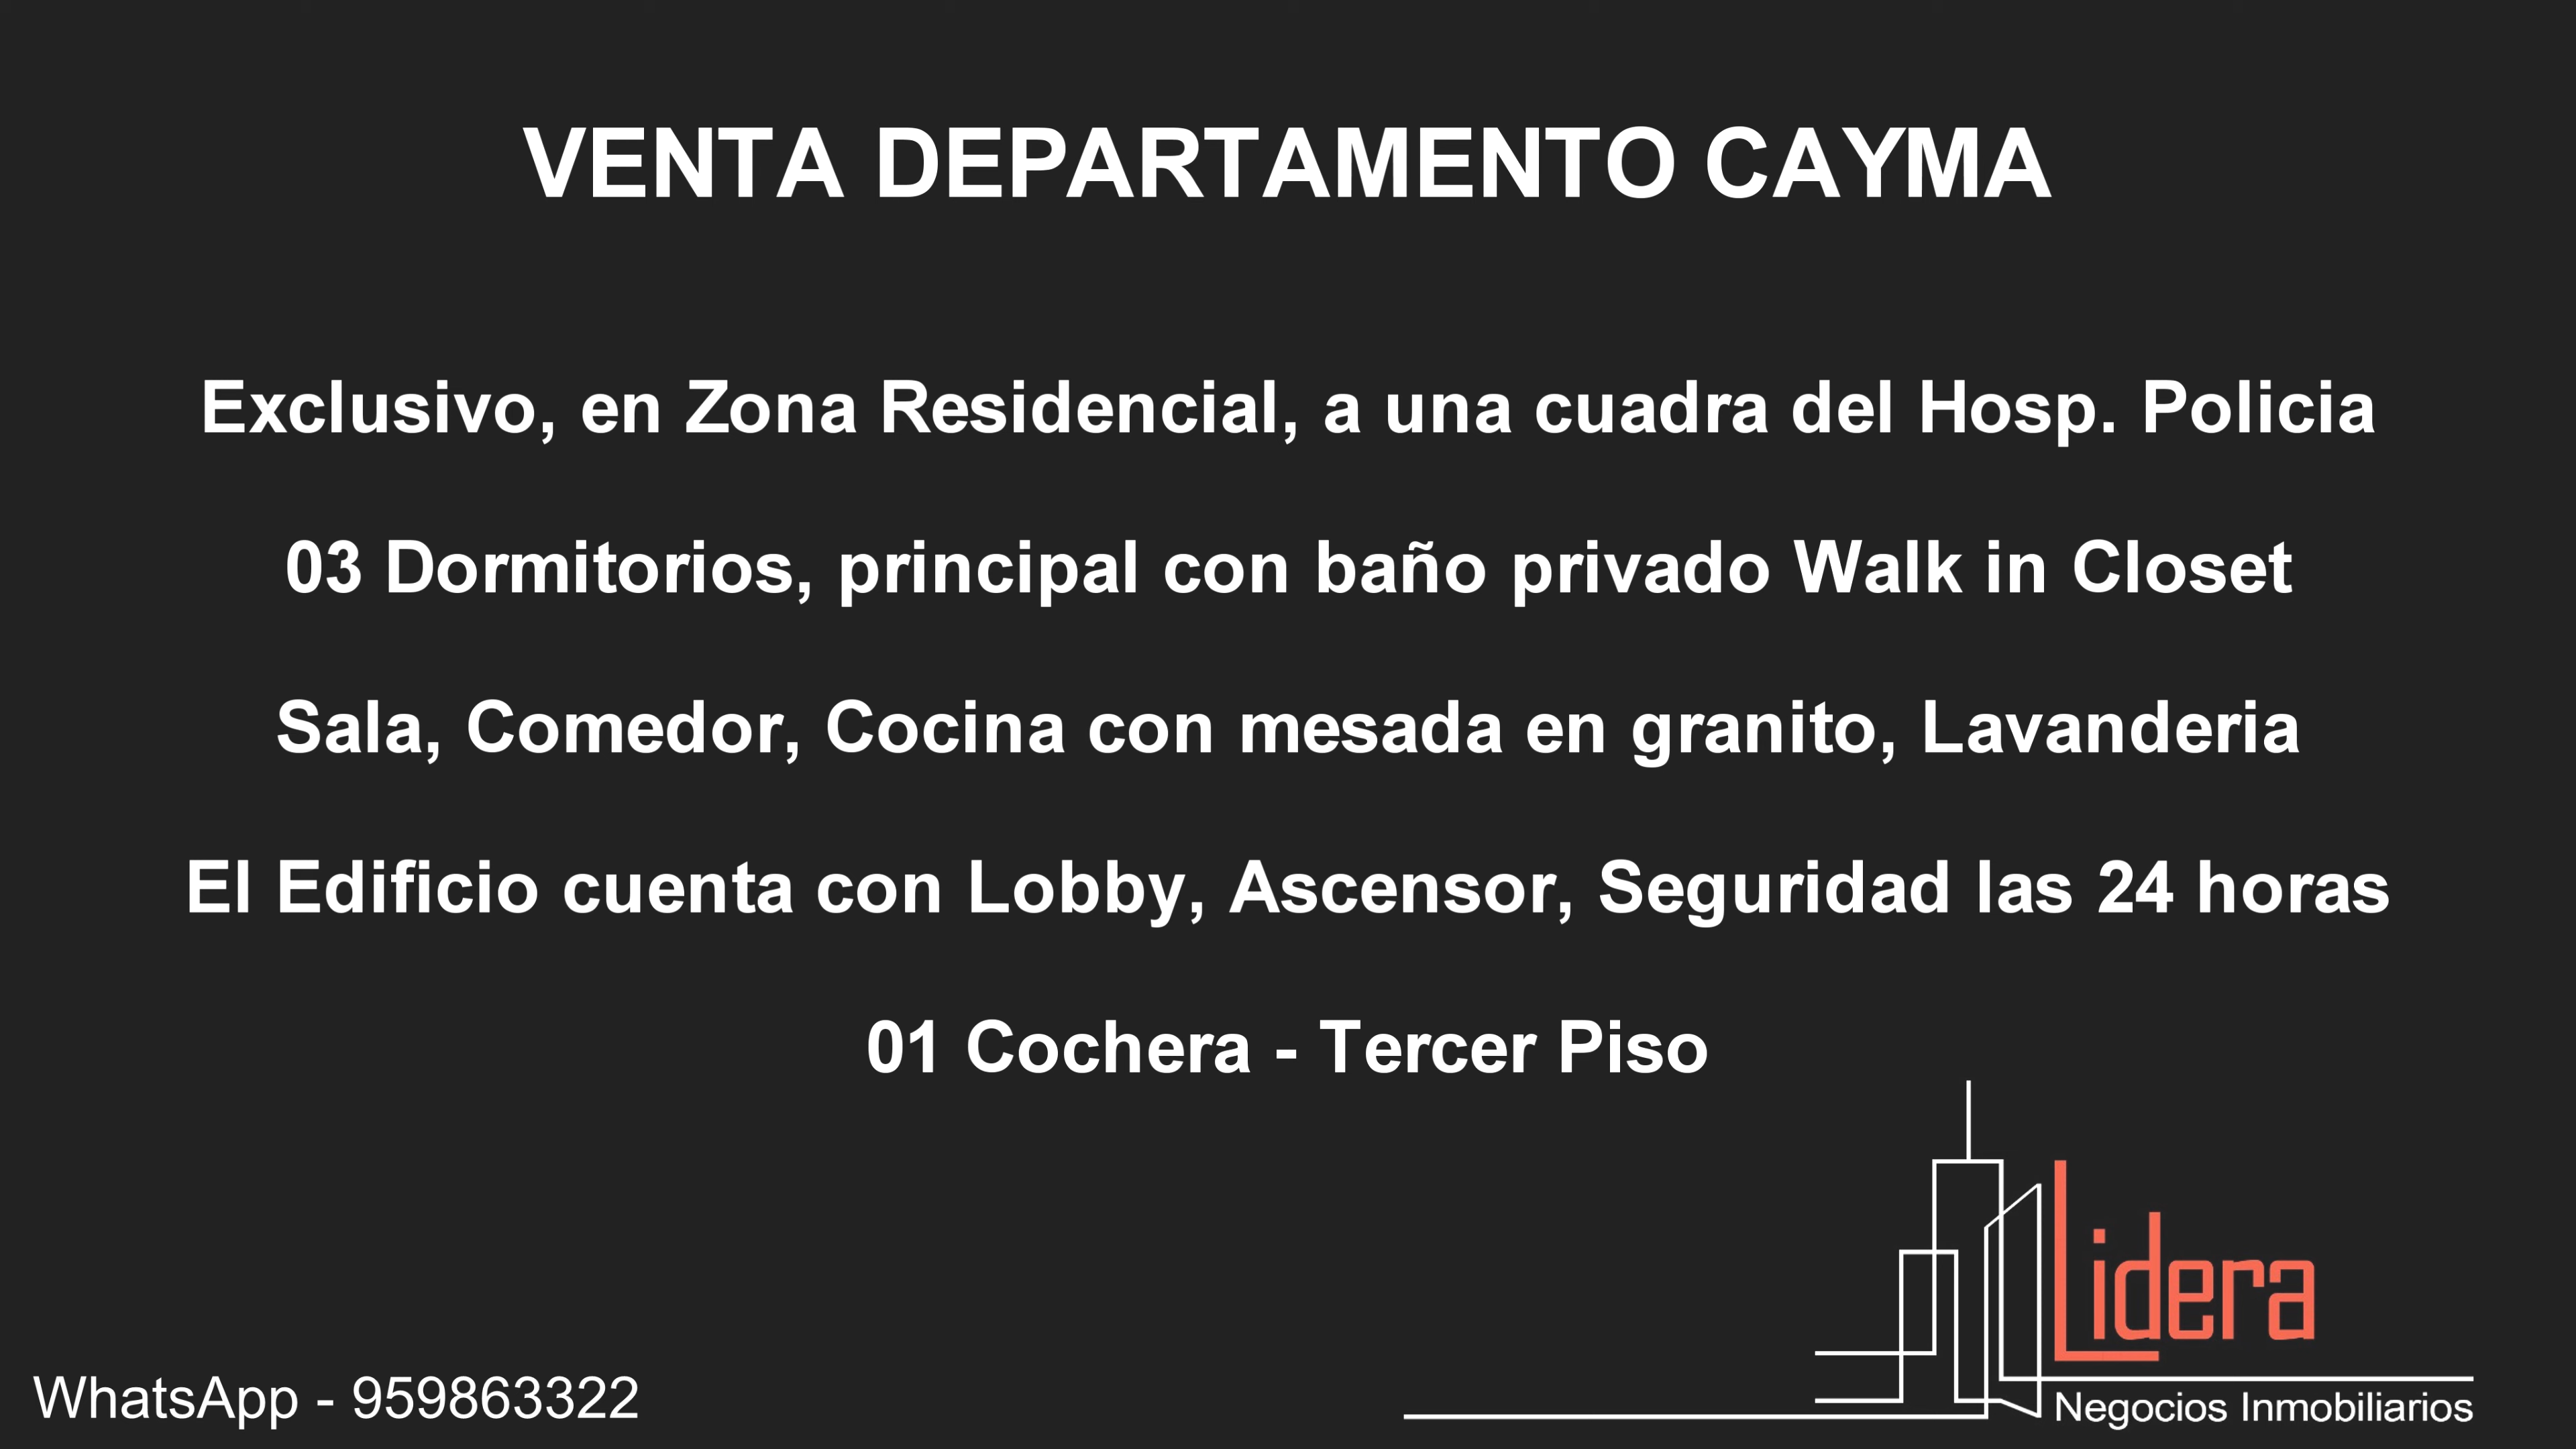 VENTA DEPARTAMENTO CAYMA
Exclusivo, en Zona Residencial, a una cuadra del Hosp. Policia
03 Dormitorios, principal con baño privado Walk in Closet
Sala, Comedor, Cocina con mesada en granito, Lavanderia
El Edificio cuenta con Lobby, Ascensor, Seguridad las 24 horas
01 Cochera - Tercer Piso
Lidera
Negocios Inmobiliarios
WhatsApp - 959863322